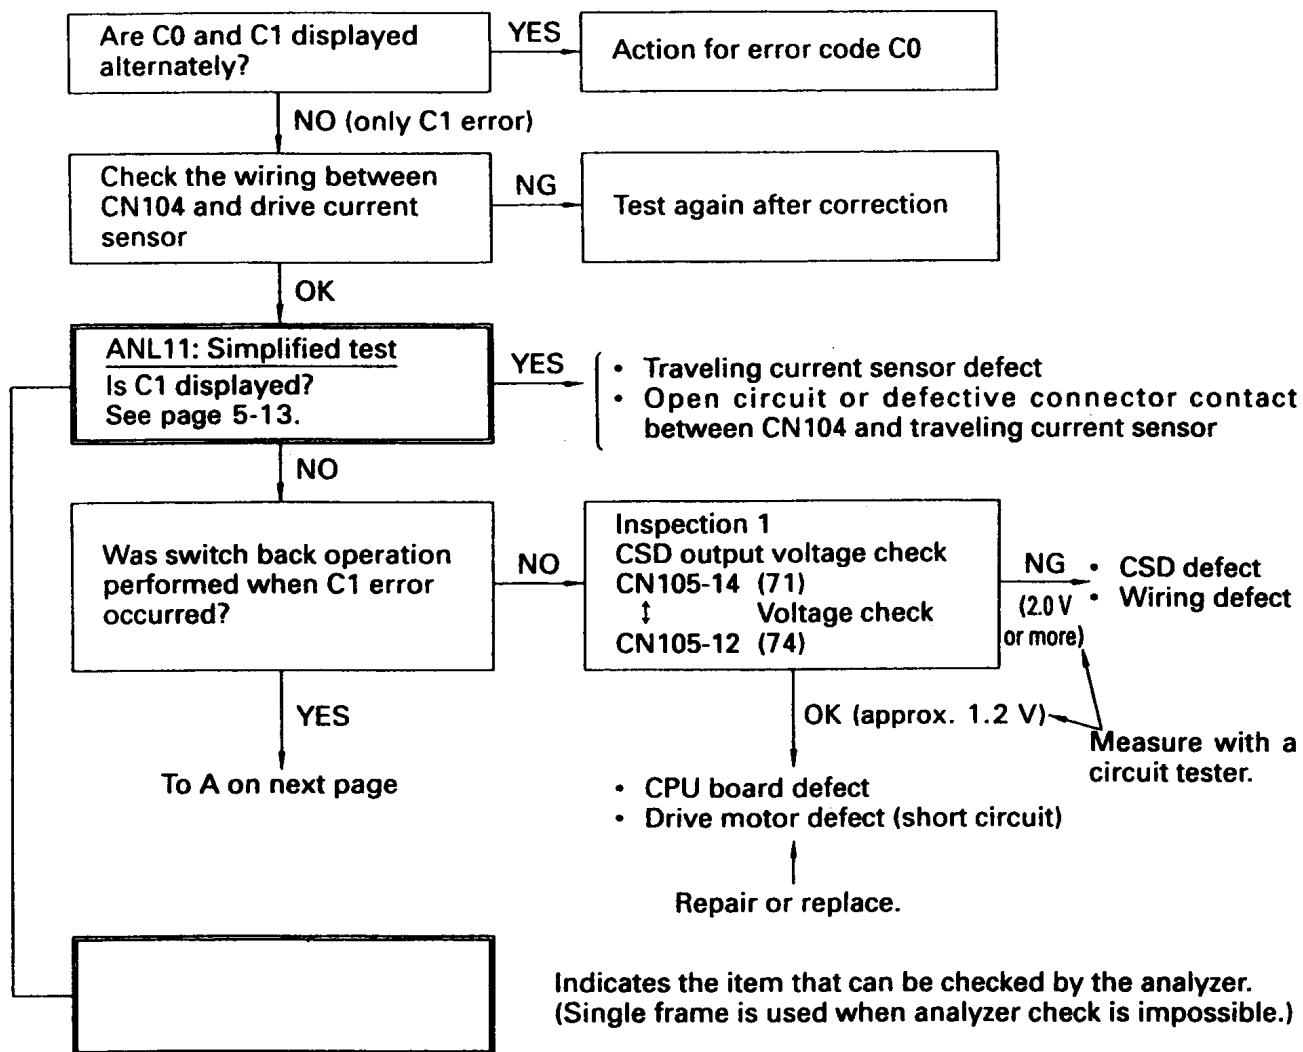 Are C0 and C1 displayed
alternately?
YES
Action for error code C0
NO (only C1 error)
Check the wiring between
CN104 and drive current
sensor
NG
Test again after correction
OK
ANL11: Simplified test
Is C1 displayed?
See page 5-13.
YES
• Traveling current sensor defect
• Open circuit or defective connector contact
between CN104 and traveling current sensor
NO
Was switch back operation
performed when C1 error
occurred?
NO
Inspection 1
CSD output voltage check
CN105-14 (71)
↕ Voltage check
CN105-12 (74)
NG
(2.0 V
or more)
• CSD defect
• Wiring defect
YES
To A on next page
OK (approx. 1.2 V)
Measure with a
circuit tester.
• CPU board defect
• Drive motor defect (short circuit)
Repair or replace.
Indicates the item that can be checked by the analyzer.
(Single frame is used when analyzer check is impossible.)